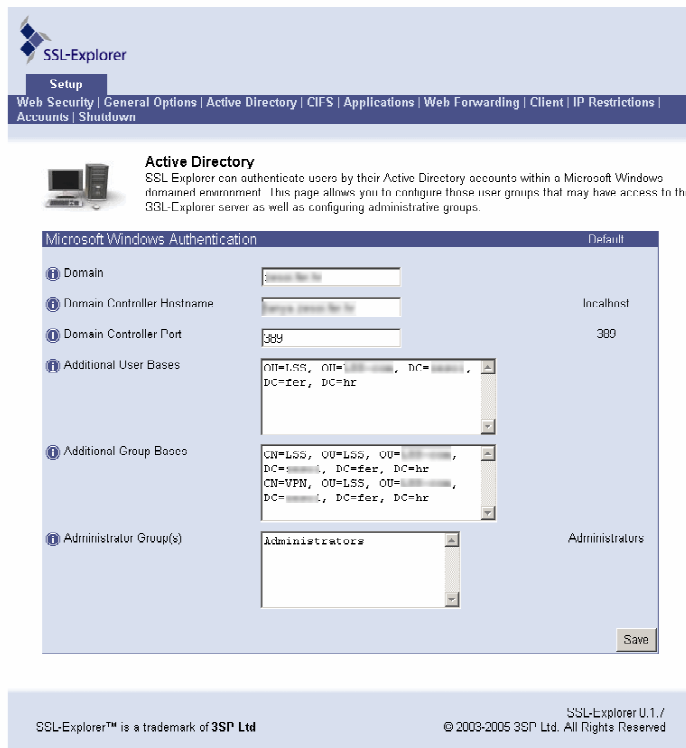 SSL-Explorer
Setup
Web Security | General Options | Active Directory | CIFS | Applications | Web Forwarding | Client | IP Restrictions |
Accounts | Shutdown
Active Directory
SSL Explorer can authenticate users by their Active Directory accounts within a Microsoft Windows
domained environment. This page allows you to configure those user groups that may have access to th
SSL-Explorer server as well as configuring administrative groups.
Microsoft Windows Authentication Default
Domain
Domain Controller Hostname localhost
Domain Controller Port 389 389
Additional User Bases
OU=LSS, OU= , DC= ,
DC=fer, DC=hr
Additional Group Bases
CN=LSS, OU=LSS, OU= ,
DC= , DC=fer, DC=hr
CN=VPN, OU=LSS, OU= ,
DC= , DC=fer, DC=hr
Administrator Group(s) Administrators Administrators
Save
SSL-Explorer 0.1.7
SSL-Explorer™ is a trademark of 3SP Ltd © 2003-2005 3SP Ltd. All Rights Reserved